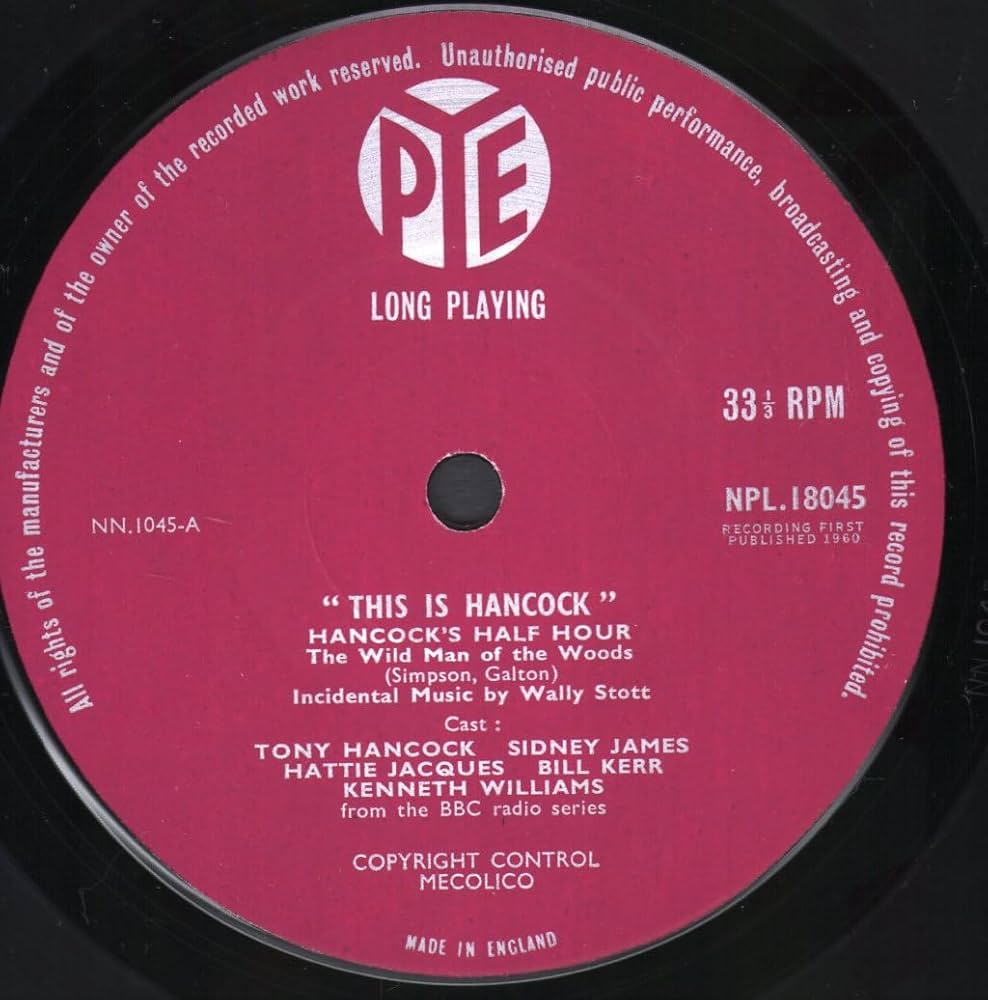 All rights of the manufacturers and of the owner of the recorded work reserved. Unauthorised public performance, broadcasting and copying of this record prohibited.
PYE
LONG PLAYING
33⅓ RPM
NPL.18045
RECORDING FIRST
PUBLISHED 1960
NN.1045-A
“ THIS IS HANCOCK ”
HANCOCK'S HALF HOUR
The Wild Man of the Woods
(Simpson, Galton)
Incidental Music by Wally Stott
Cast :
TONY HANCOCK SIDNEY JAMES
HATTIE JACQUES BILL KERR
KENNETH WILLIAMS
from the BBC radio series
COPYRIGHT CONTROL
MECOLICO
MADE IN ENGLAND